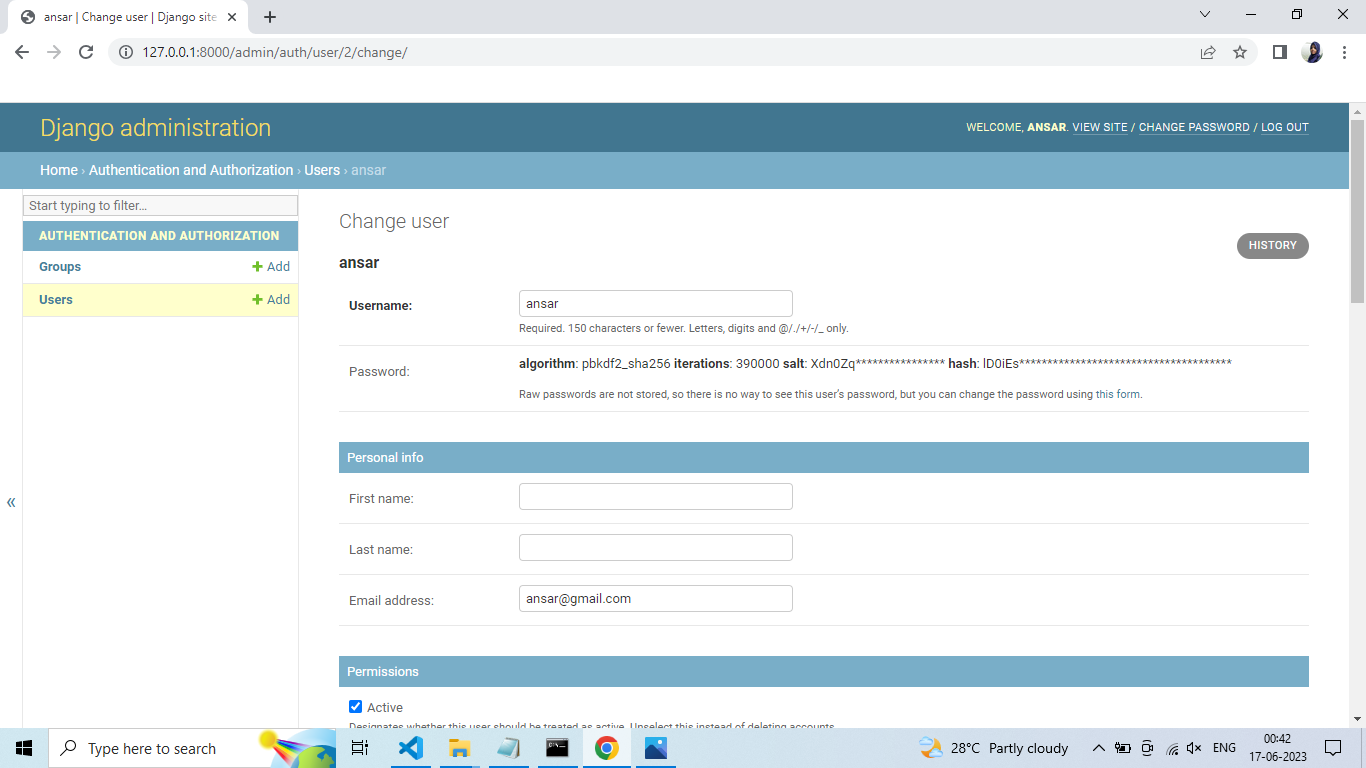 ansar | Change user | Django site
127.0.0.1:8000/admin/auth/user/2/change/
Django administration
WELCOME, ANSAR. VIEW SITE / CHANGE PASSWORD / LOG OUT
Home › Authentication and Authorization › Users › ansar
Start typing to filter...
AUTHENTICATION AND AUTHORIZATION
Groups + Add
Users + Add
«
Change user
HISTORY
ansar
Username: ansar
Required. 150 characters or fewer. Letters, digits and @/./+/-/_ only.
Password: algorithm: pbkdf2_sha256 iterations: 390000 salt: Xdn0Zq**************** hash: lD0iEs**************************************
Raw passwords are not stored, so there is no way to see this user's password, but you can change the password using this form.
Personal info
First name:
Last name:
Email address: ansar@gmail.com
Permissions
Active
Designates whether this user should be treated as active. Unselect this instead of deleting accounts.
Type here to search
28°C Partly cloudy
ENG
00:42
17-06-2023